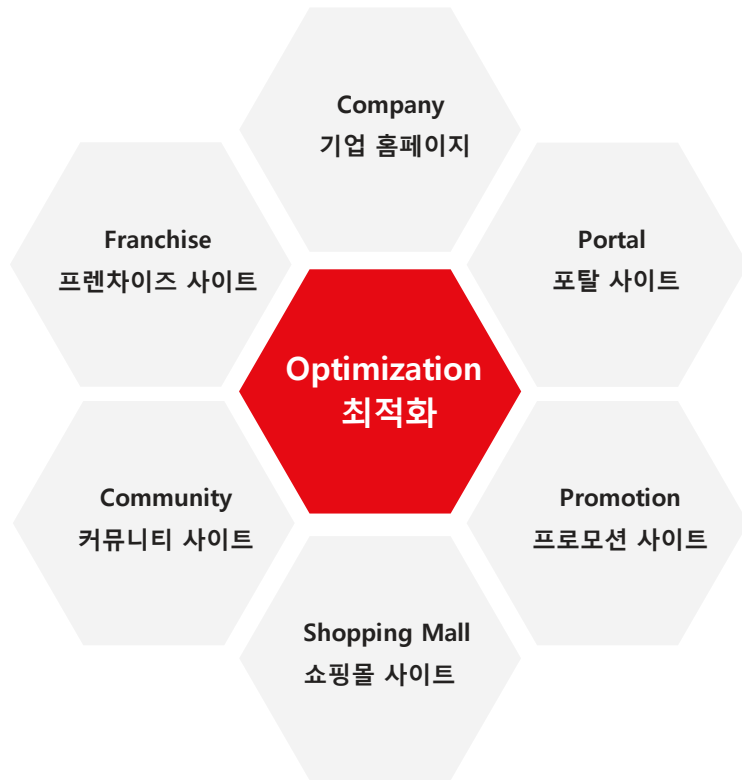 Company
기업 홈페이지
Franchise
프렌차이즈 사이트
Portal
포탈 사이트
Optimization
최적화
Community
커뮤니티 사이트
Promotion
프로모션 사이트
Shopping Mall
쇼핑몰 사이트